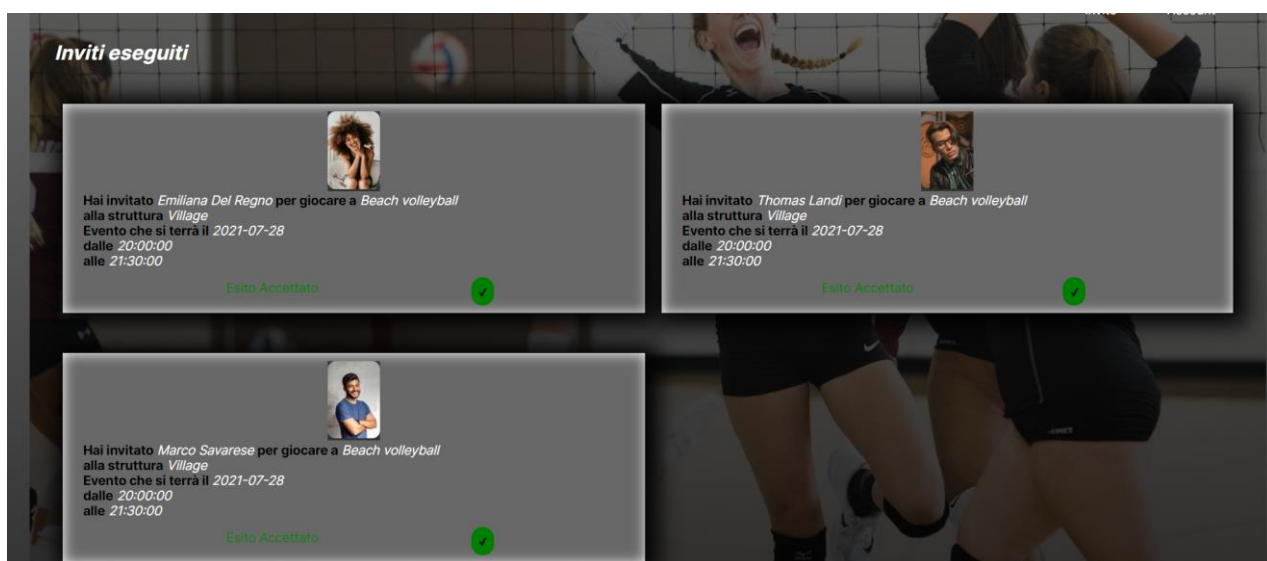 Inviti eseguiti
Hai invitato Emiliana Del Regno per giocare a Beach volleyball
alla struttura Village
Evento che si terrà il 2021-07-28
dalle 20:00:00
alle 21:30:00
Esito Accettato ✓
Hai invitato Thomas Landi per giocare a Beach volleyball
alla struttura Village
Evento che si terrà il 2021-07-28
dalle 20:00:00
alle 21:30:00
Esito Accettato ✓
Hai invitato Marco Savarese per giocare a Beach volleyball
alla struttura Village
Evento che si terrà il 2021-07-28
dalle 20:00:00
alle 21:30:00
Esito Accettato ✓